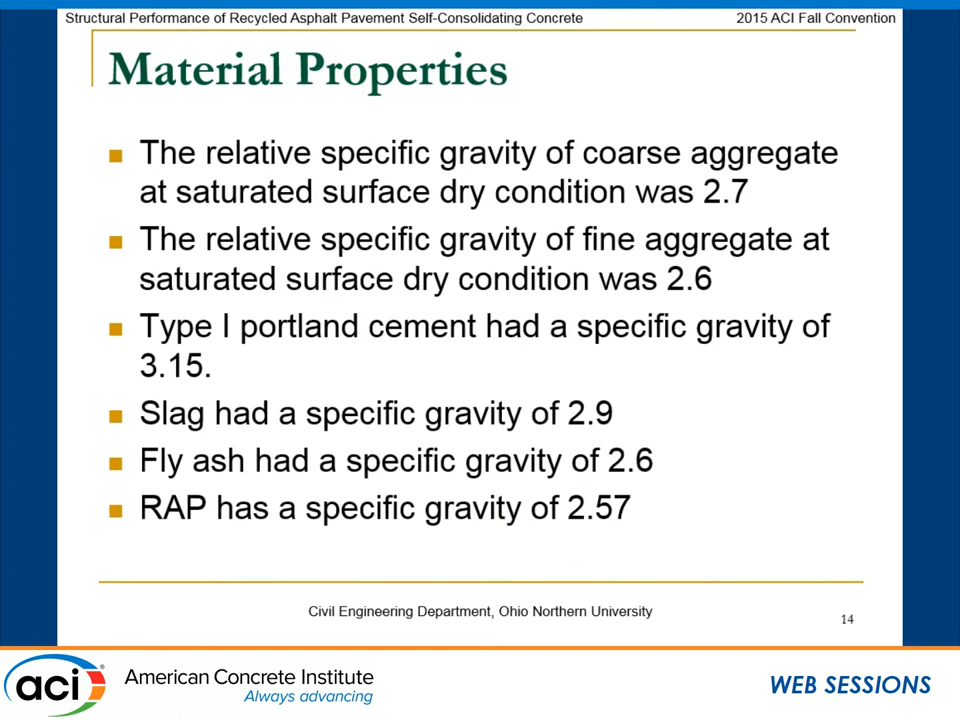 Structural Performance of Recycled Asphalt Pavement Self-Consolidating Concrete 2015 ACI Fall Convention
Material Properties
The relative specific gravity of coarse aggregate
at saturated surface dry condition was 2.7
The relative specific gravity of fine aggregate at
saturated surface dry condition was 2.6
Type I portland cement had a specific gravity of
3.15.
Slag had a specific gravity of 2.9
Fly ash had a specific gravity of 2.6
RAP has a specific gravity of 2.57
Civil Engineering Department, Ohio Northern University
14
aci® American Concrete Institute
Always advancing
WEB SESSIONS